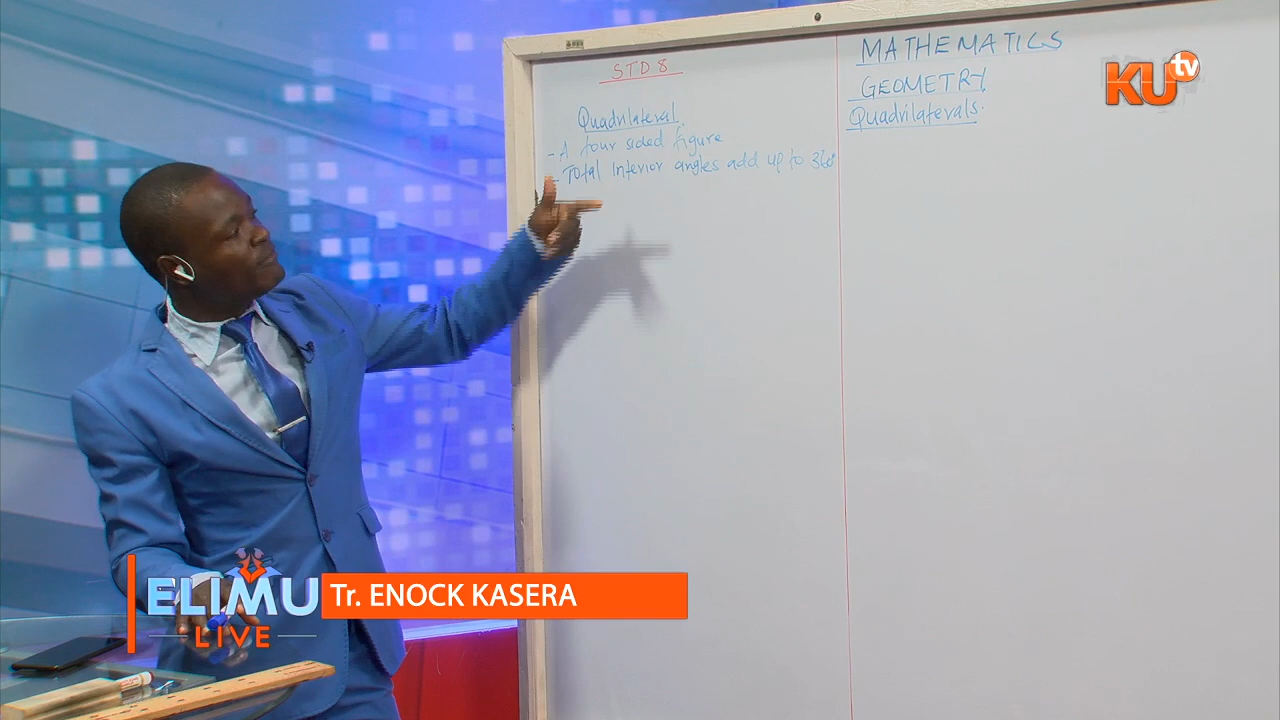 STD 8
Quadrilateral.
- A four sided figure
- Total Interior angles add up to 360°
MATHEMATICS
GEOMETRY
Quadrilaterals.
KU tv
ELIMU
LIVE
Tr. ENOCK KASERA